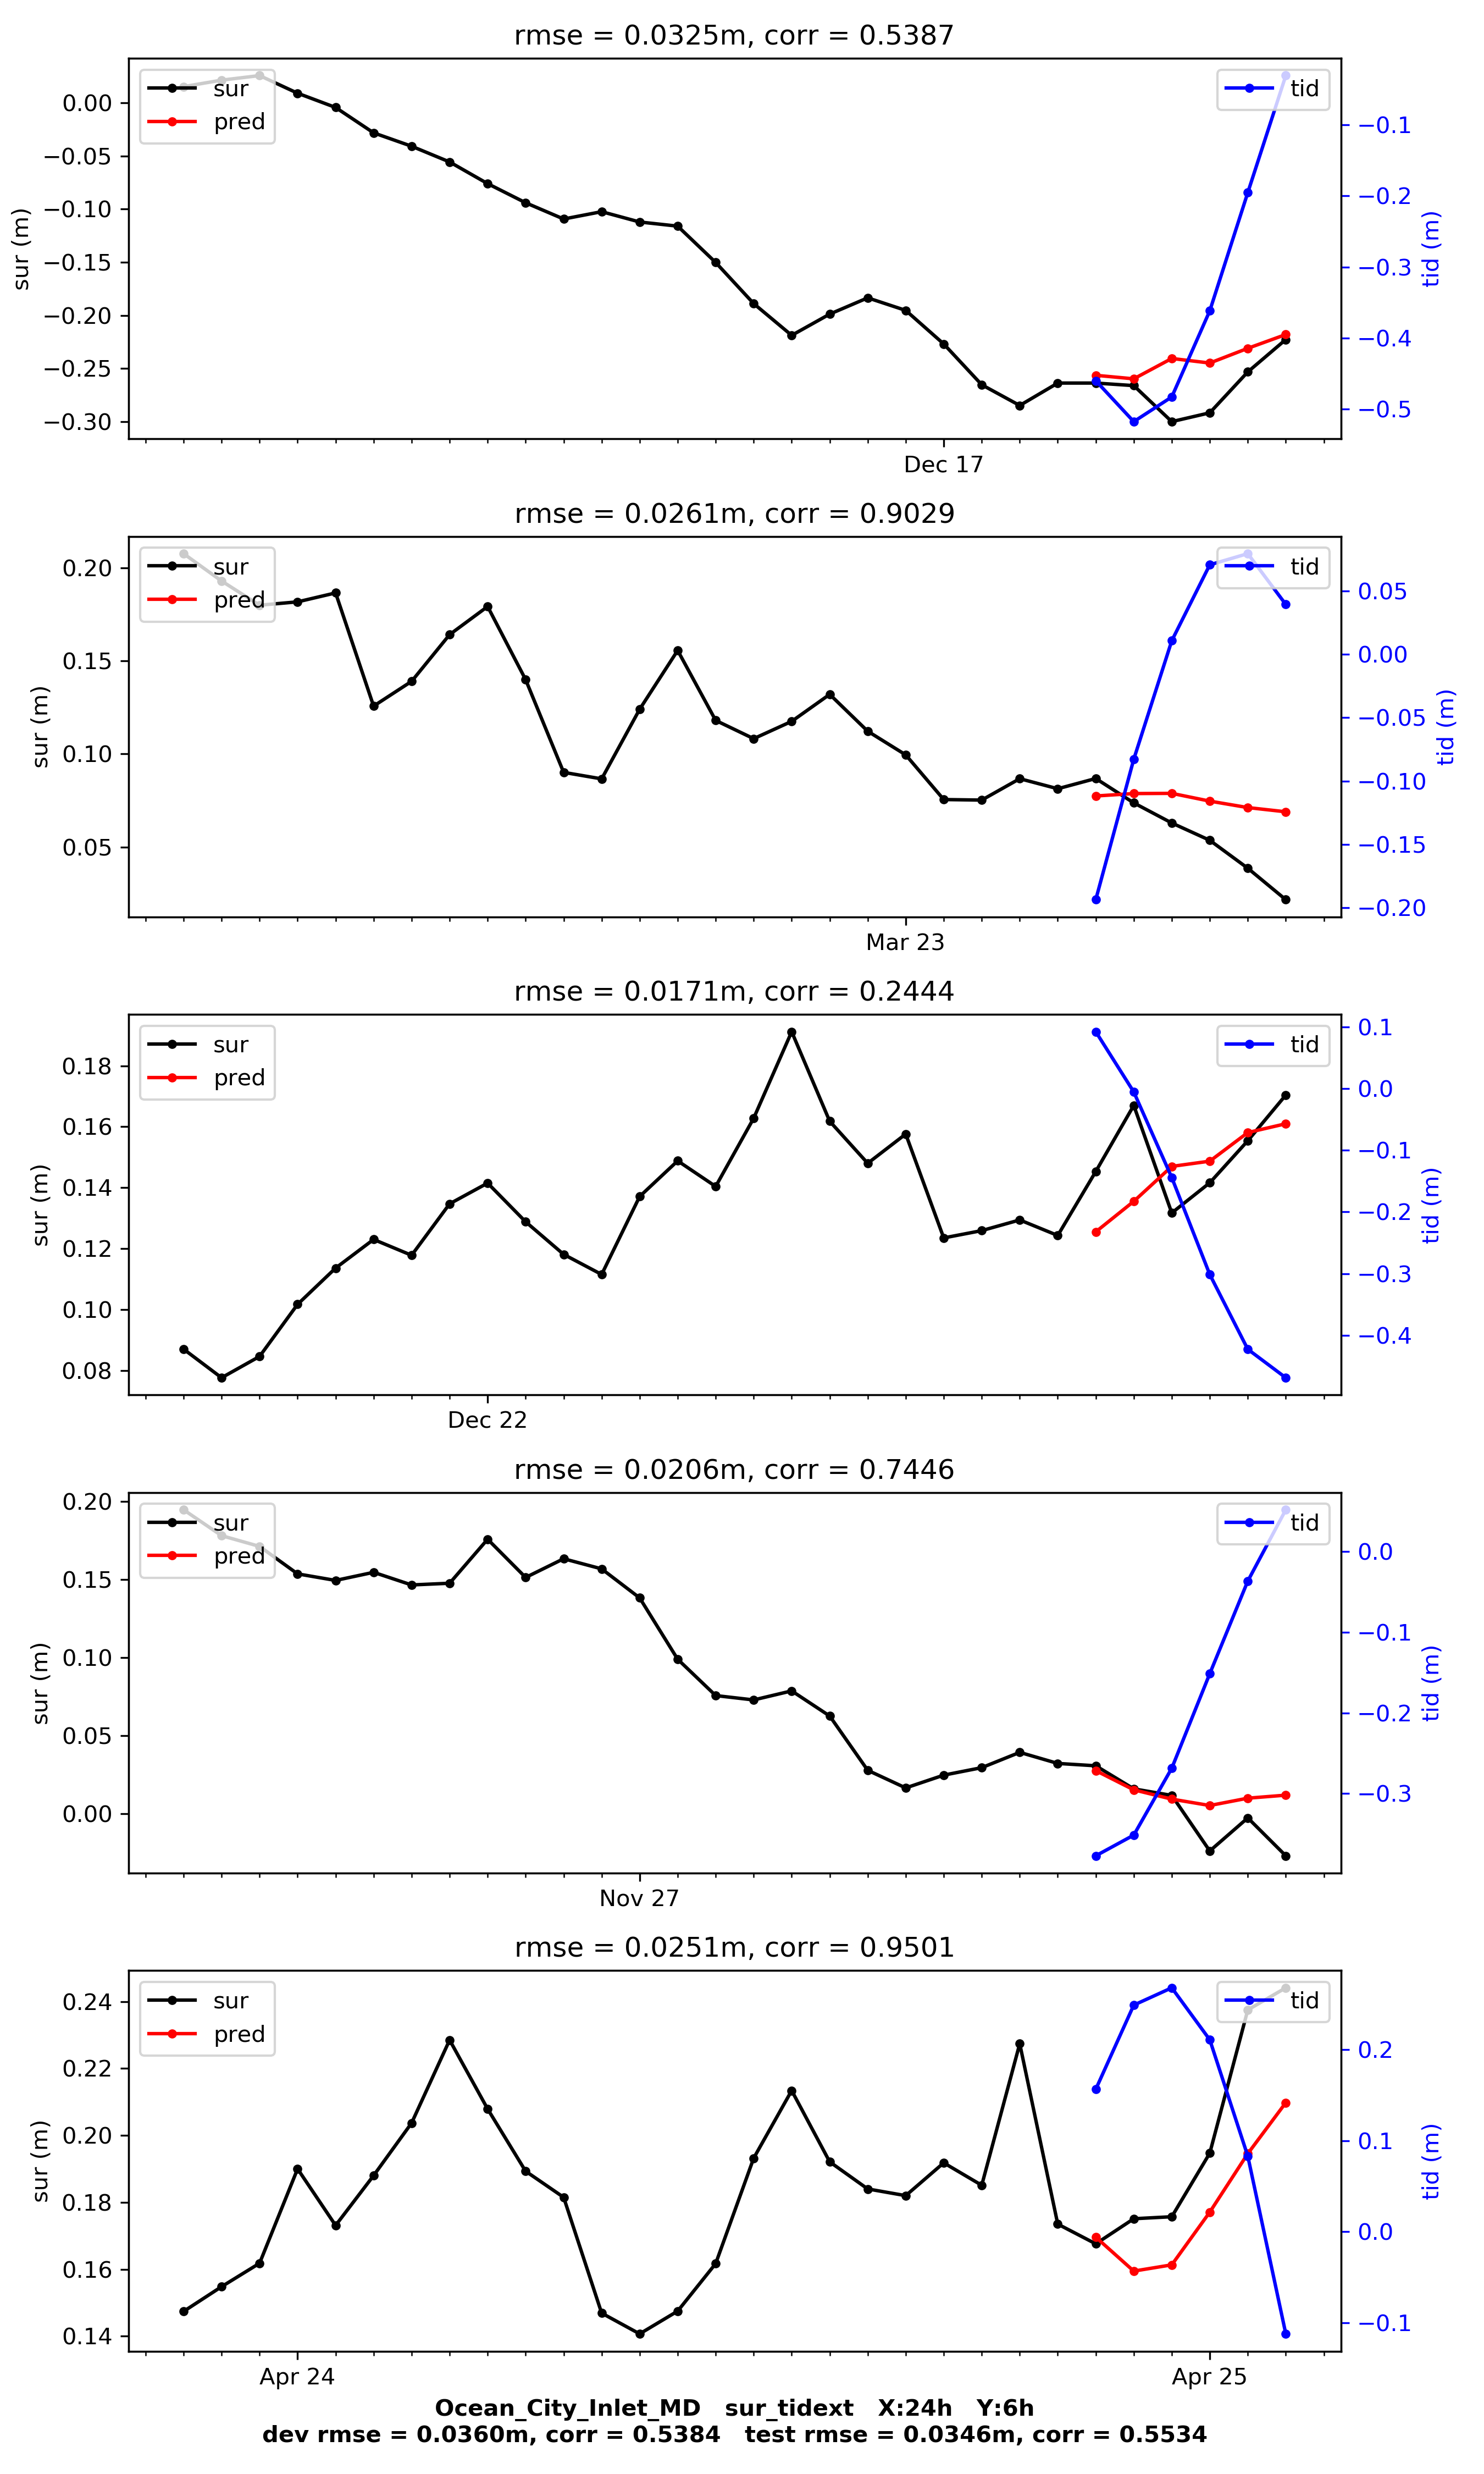 rmse = 0.0325m, corr = 0.5387
sur
pred
tid
0.00
−0.05
−0.10
−0.15
−0.20
−0.25
−0.30
sur (m)
−0.1
−0.2
−0.3
−0.4
−0.5
tid (m)
Dec 17
rmse = 0.0261m, corr = 0.9029
sur
pred
tid
0.20
0.15
0.10
0.05
sur (m)
0.05
0.00
−0.05
−0.10
−0.15
−0.20
tid (m)
Mar 23
rmse = 0.0171m, corr = 0.2444
sur
pred
tid
0.18
0.16
0.14
0.12
0.10
0.08
sur (m)
0.1
0.0
−0.1
−0.2
−0.3
−0.4
tid (m)
Dec 22
rmse = 0.0206m, corr = 0.7446
sur
pred
tid
0.20
0.15
0.10
0.05
0.00
sur (m)
0.0
−0.1
−0.2
−0.3
tid (m)
Nov 27
rmse = 0.0251m, corr = 0.9501
sur
pred
tid
0.24
0.22
0.20
0.18
0.16
0.14
sur (m)
0.2
0.1
0.0
−0.1
tid (m)
Apr 24
Apr 25
Ocean_City_Inlet_MD sur_tidext X:24h Y:6h
dev rmse = 0.0360m, corr = 0.5384 test rmse = 0.0346m, corr = 0.5534